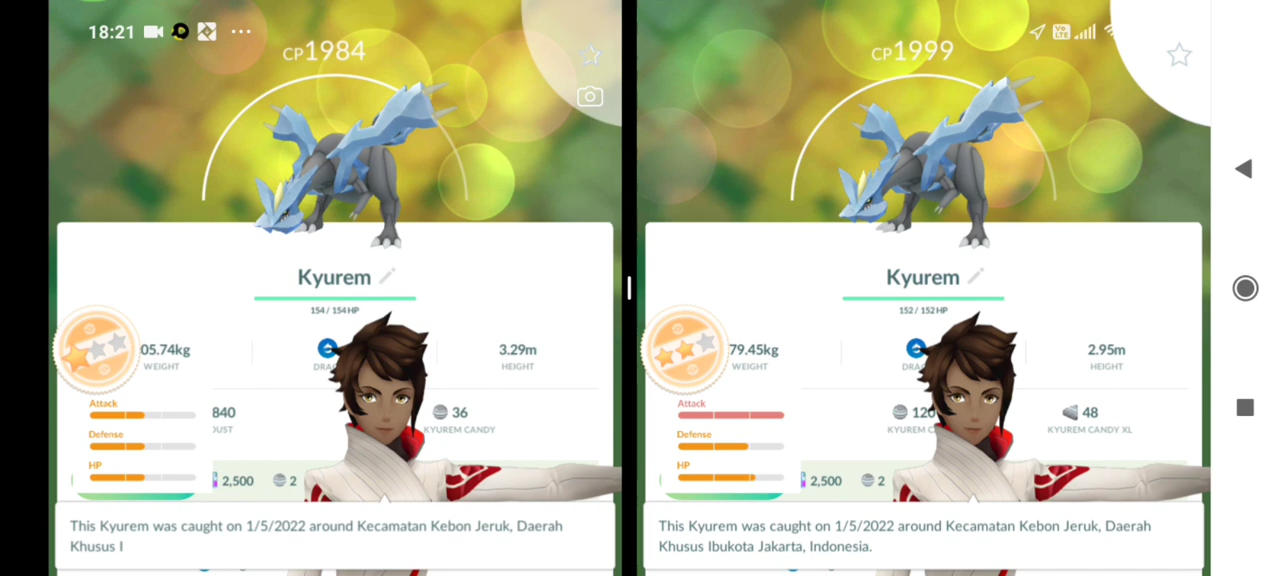 18:21
CP1984
Kyurem
154 / 154 HP
05.74kg
WEIGHT
3.29m
HEIGHT
Attack
Defense
HP
840
36
KYUREM CANDY
2,500
2
This Kyurem was caught on 1/5/2022 around Kecamatan Kebon Jeruk, Daerah
Khusus I
CP1999
Kyurem
152 / 152 HP
79.45kg
WEIGHT
2.95m
HEIGHT
Attack
Defense
HP
120
KYUREM C
48
KYUREM CANDY XL
2,500
2
This Kyurem was caught on 1/5/2022 around Kecamatan Kebon Jeruk, Daerah
Khusus Ibukota Jakarta, Indonesia.